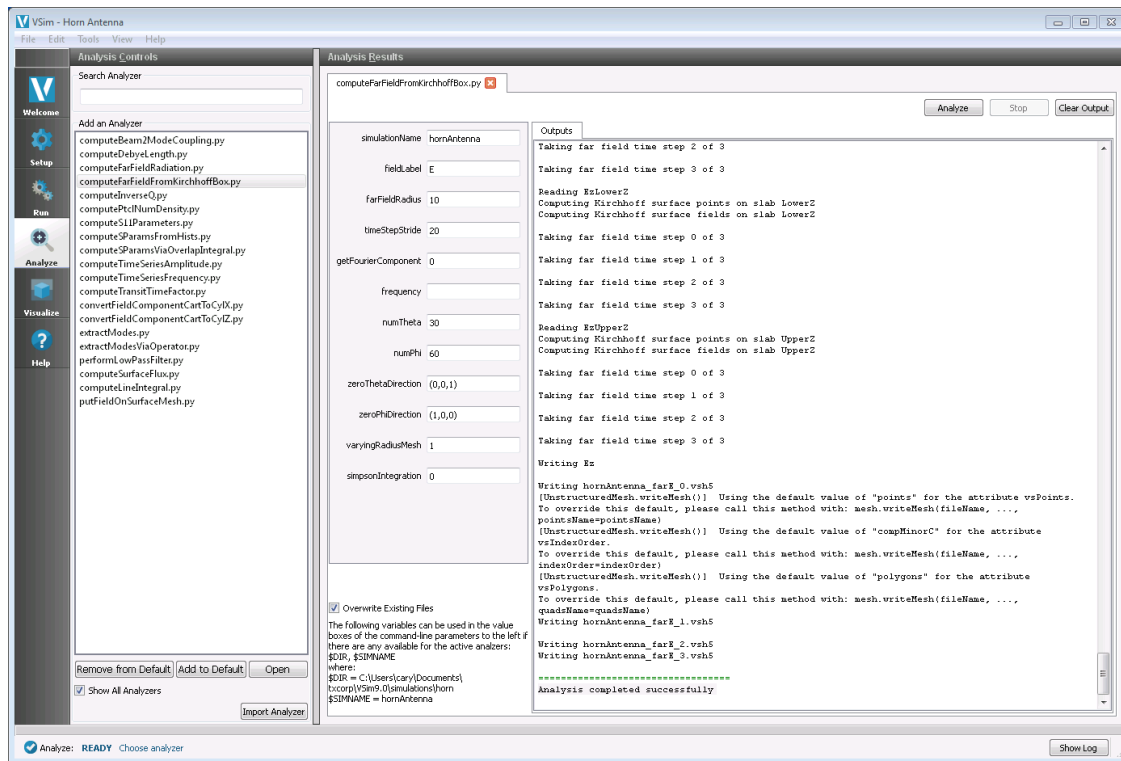 VSim - Horn Antenna
File Edit Tools View Help
Analysis Controls
Analysis Results
Welcome
Setup
Run
Analyze
Visualize
Help
Search Analyzer
Add an Analyzer
computeBeam2ModeCoupling.py
computeDebyeLength.py
computeFarFieldRadiation.py
computeFarFieldFromKirchhoffBox.py
computeInverseQ.py
computePtclNumDensity.py
computeS11Parameters.py
computeSParamsFromHists.py
computeSParamsViaOverlapIntegral.py
computeTimeSeriesAmplitude.py
computeTimeSeriesFrequency.py
computeTransitTimeFactor.py
convertFieldComponentCartToCylX.py
convertFieldComponentCartToCylZ.py
extractModes.py
extractModesViaOperator.py
performLowPassFilter.py
computeSurfaceFlux.py
computeLineIntegral.py
putFieldOnSurfaceMesh.py
Remove from Default Add to Default Open
Show All Analyzers
Import Analyzer
computeFarFieldFromKirchhoffBox.py
Analyze Stop Clear Output
simulationName hornAntenna
fieldLabel E
farFieldRadius 10
timeStepStride 20
getFourierComponent 0
frequency
numTheta 30
numPhi 60
zeroThetaDirection (0,0,1)
zeroPhiDirection (1,0,0)
varyingRadiusMesh 1
simpsonIntegration 0
Overwrite Existing Files
The following variables can be used in the value
boxes of the command-line parameters to the left if
there are any available for the active analzers:
$DIR, $SIMNAME
where:
$DIR = C:\Users\cary\Documents\
txcorp\VSim9.0\simulations\horn
$SIMNAME = hornAntenna
Outputs
Taking far field time step 2 of 3
Taking far field time step 3 of 3
Reading EzLowerZ
Computing Kirchhoff surface points on slab LowerZ
Computing Kirchhoff surface fields on slab LowerZ
Taking far field time step 0 of 3
Taking far field time step 1 of 3
Taking far field time step 2 of 3
Taking far field time step 3 of 3
Reading EzUpperZ
Computing Kirchhoff surface points on slab UpperZ
Computing Kirchhoff surface fields on slab UpperZ
Taking far field time step 0 of 3
Taking far field time step 1 of 3
Taking far field time step 2 of 3
Taking far field time step 3 of 3
Writing Ez
Writing hornAntenna_farE_0.vsh5
[UnstructuredMesh.writeMesh()] Using the default value of "points" for the attribute vsPoints.
To override this default, please call this method with: mesh.writeMesh(fileName, ...,
pointsName=pointsName)
[UnstructuredMesh.writeMesh()] Using the default value of "compMinorC" for the attribute
vsIndexOrder.
To override this default, please call this method with: mesh.writeMesh(fileName, ...,
indexOrder=indexOrder)
[UnstructuredMesh.writeMesh()] Using the default value of "polygons" for the attribute
vsPolygons.
To override this default, please call this method with: mesh.writeMesh(fileName, ...,
quadsName=quadsName)
Writing hornAntenna_farE_1.vsh5
Writing hornAntenna_farE_2.vsh5
Writing hornAntenna_farE_3.vsh5
================================
Analysis completed successfully
Analyze: READY Choose analyzer
Show Log